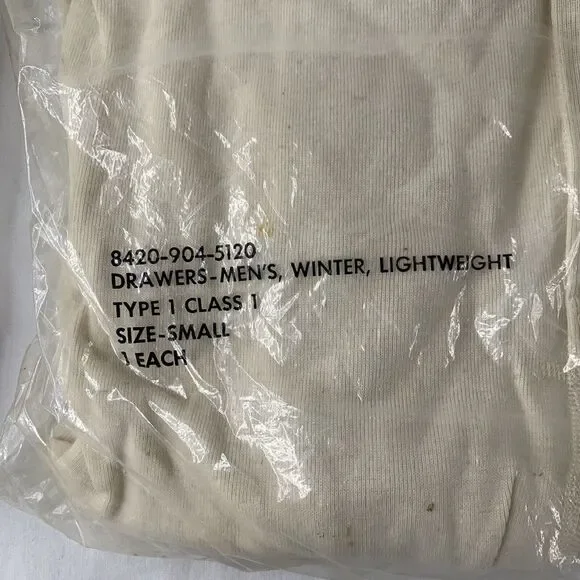 8420-904-5120
DRAWERS-MEN'S, WINTER, LIGHTWEIGHT
TYPE 1 CLASS 1
SIZE-SMALL
1 EACH